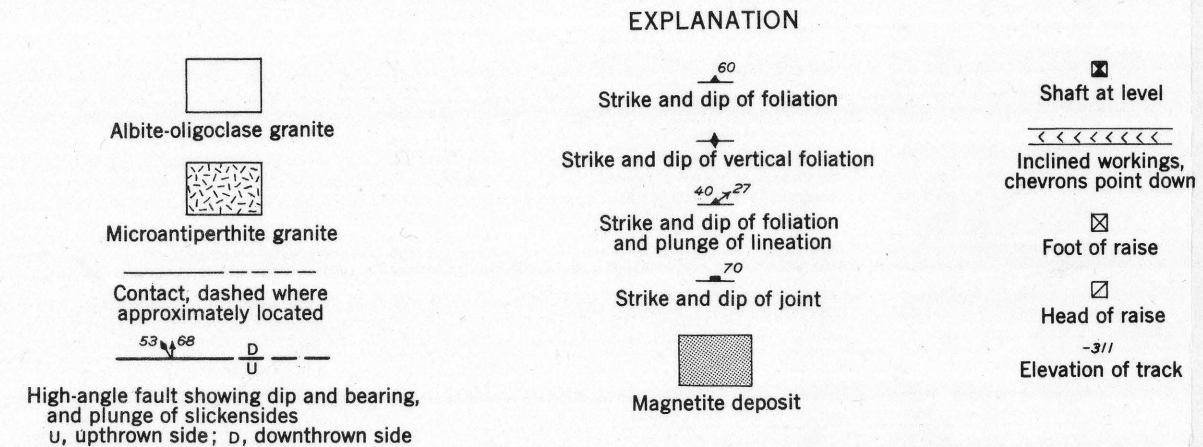 EXPLANATION
Albite-oligoclase granite
Microantiperthite granite
Contact, dashed where
approximately located
53 68
D
U
High-angle fault showing dip and bearing,
and plunge of slickensides
U, upthrown side; D, downthrown side
60
Strike and dip of foliation
Strike and dip of vertical foliation
40 27
Strike and dip of foliation
and plunge of lineation
70
Strike and dip of joint
Magnetite deposit
Shaft at level
Inclined workings,
chevrons point down
Foot of raise
Head of raise
-311
Elevation of track